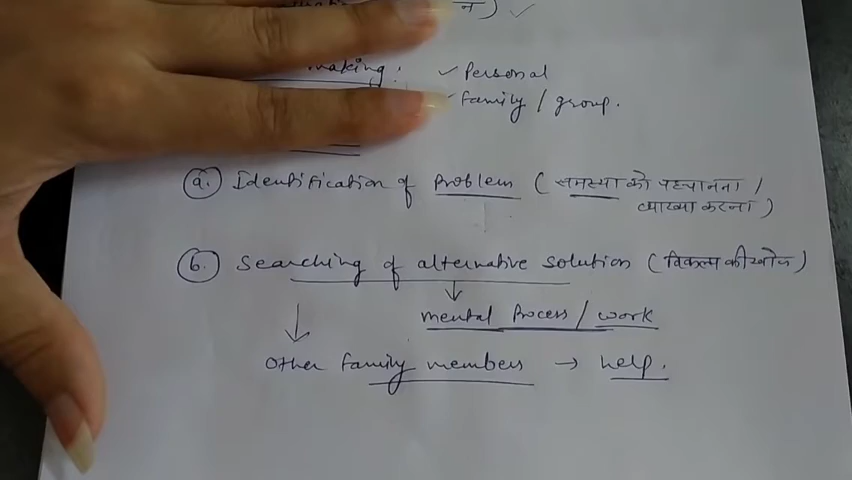 न) ✓
making: ✓ Personal
✓ Family / group.
a. Identification of Problem ( समस्या को पहचानना /
व्याख्या करना )
b. Searching of alternative solution ( विकल्प की खोज )
↓ mental Process / work
↓
Other family members → help.